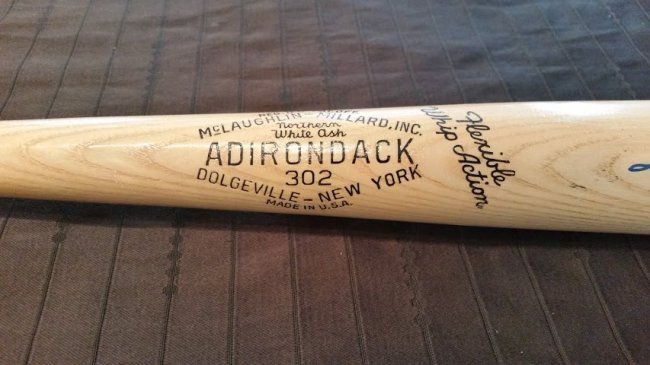 McLAUGHLIN-MILLARD, INC.
Northern
White Ash
ADIRONDACK
302
DOLGEVILLE-NEW YORK
MADE IN U.S.A.
Flexible
Whip Action